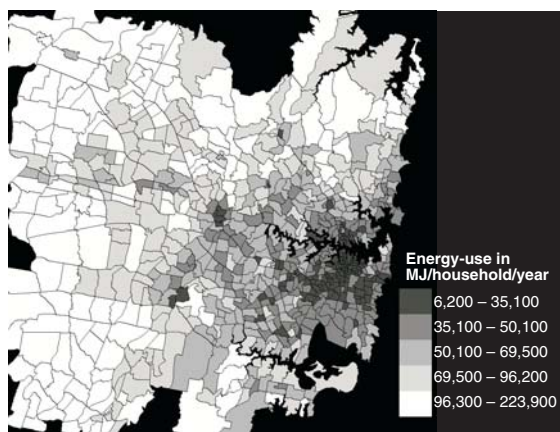 Energy-use in
MJ/household/year
6,200 – 35,100
35,100 – 50,100
50,100 – 69,500
69,500 – 96,200
96,300 – 223,900